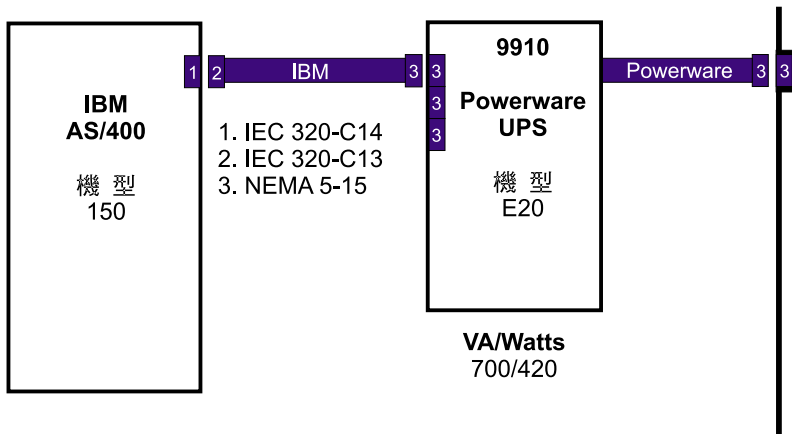 IBM
AS/400
機 型
150
1
2
IBM
3
1. IEC 320-C14
2. IEC 320-C13
3. NEMA 5-15
3
3
3
9910
Powerware
UPS
機 型
E20
VA/Watts
700/420
Powerware
3
3